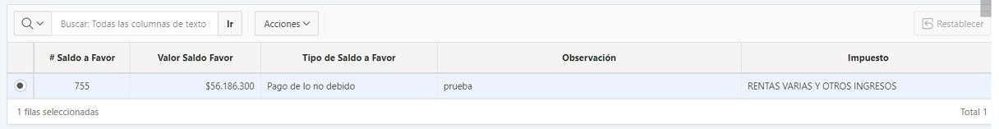 Buscar: Todas las columnas de texto Ir Acciones Restablecer
# Saldo a Favor Valor Saldo Favor Tipo de Saldo a Favor Observación Impuesto
755 $56.186.300 Pago de lo no debido prueba RENTAS VARIAS Y OTROS INGRESOS
1 filas seleccionadas Total 1